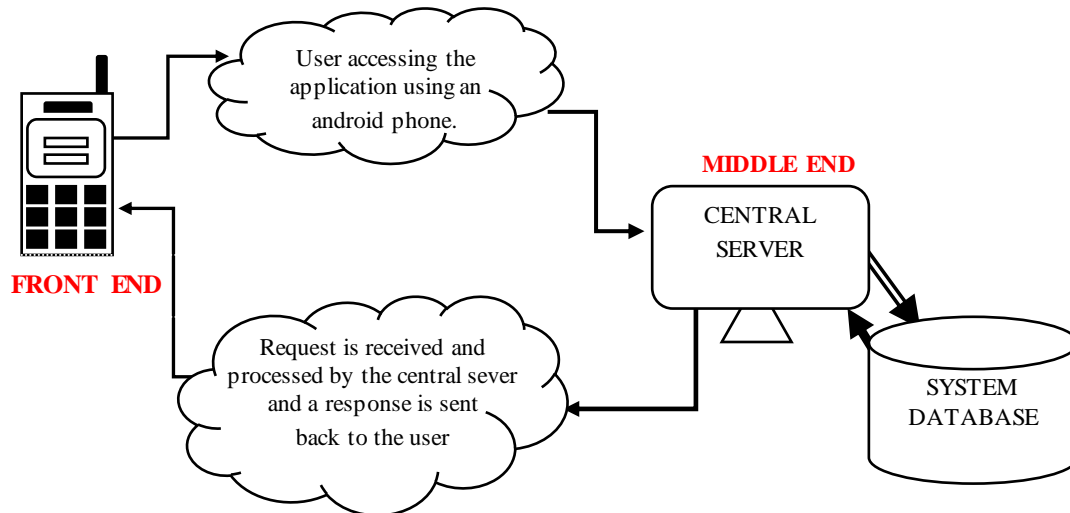 User accessing the
application using an
android phone.
MIDDLE END
CENTRAL
SERVER
FRONT END
Request is received and
processed by the central sever
and a response is sent
back to the user
SYSTEM
DATABASE